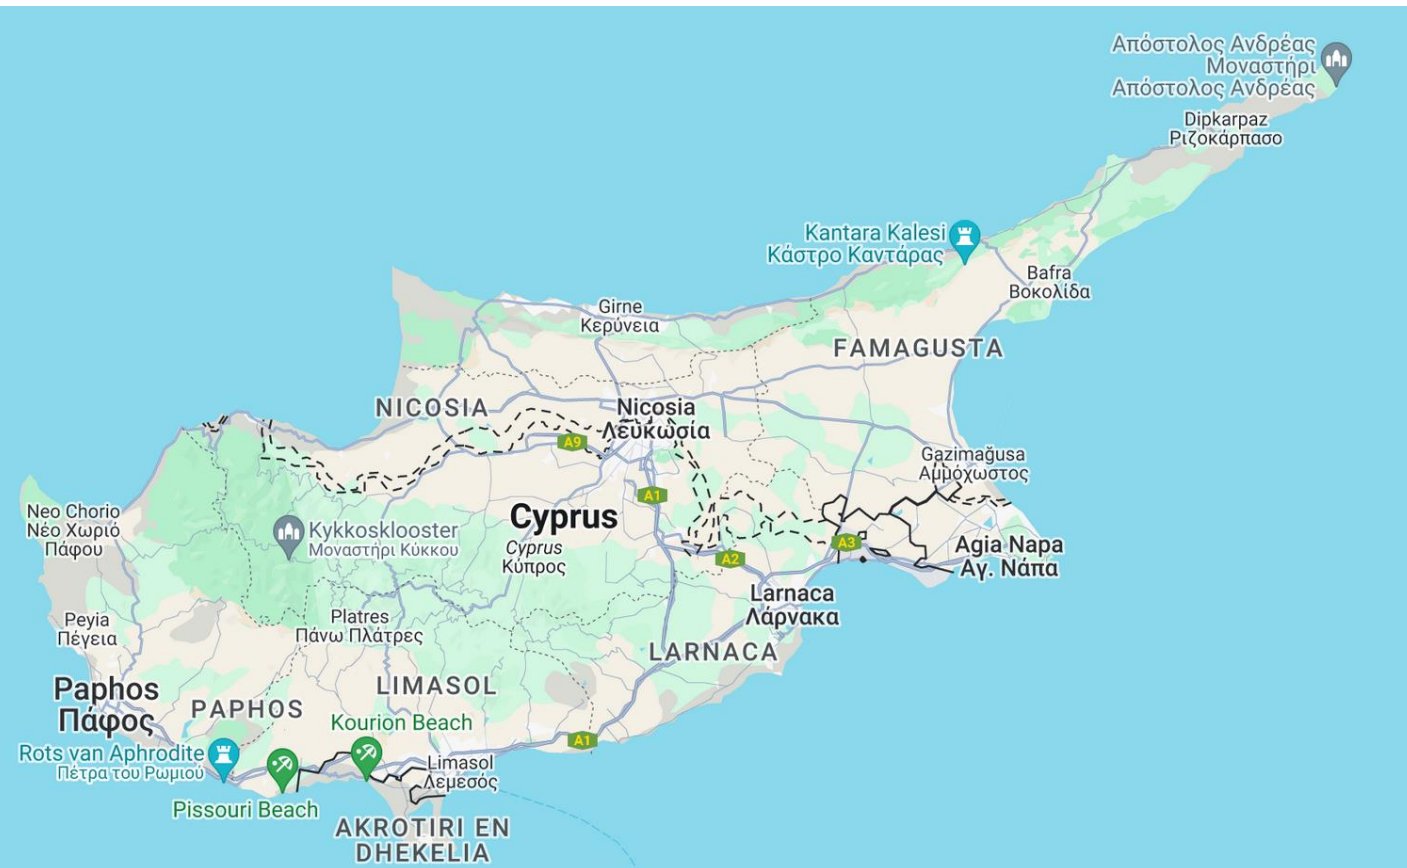 Απόστολος Ανδρέας
Μοναστήρι
Απόστολος Ανδρέας
Dipkarpaz
Ριζοκάρπασο
Kantara Kalesi
Κάστρο Καντάρας
Bafra
Βοκολίδα
Girne
Κερύνεια
FAMAGUSTA
NICOSIA
Nicosia
Λευκωσία
A9
Gazimağusa
Αμμόχωστος
A1
Neo Chorio
Νέο Χωριό
Πάφου
Kykkosklooster
Μοναστήρι Κύκκου
Cyprus
Cyprus
Κύπρος
A2
A3
Agia Napa
Αγ. Νάπα
Larnaca
Λάρνακα
Peyia
Πέγεια
Platres
Πάνω Πλάτρες
LARNACA
Paphos
Πάφος
LIMASOL
PAPHOS
Kourion Beach
A1
Rots van Aphrodite
Πέτρα του Ρωμιού
Limasol
Λεμεσός
Pissouri Beach
AKROTIRI EN
DHEKELIA